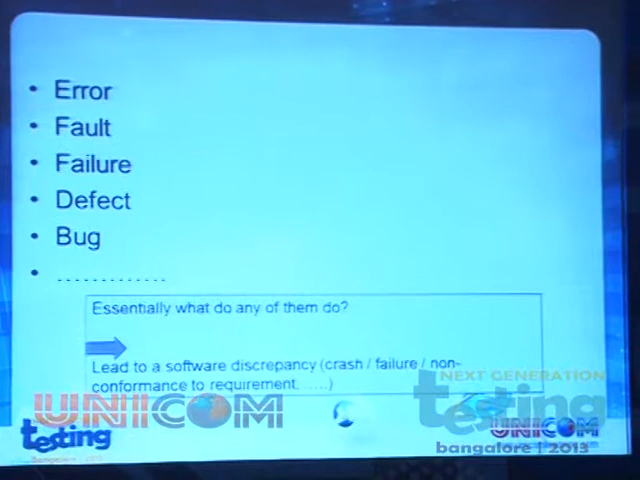 • Error
• Fault
• Failure
• Defect
• Bug
• .............
Essentially what do any of them do?
Lead to a software discrepancy (crash / failure / non-
conformance to requirement. .....)
NEXT GENERATION
UNICOM
testing
testing
UNICOM
bangalore | 2013